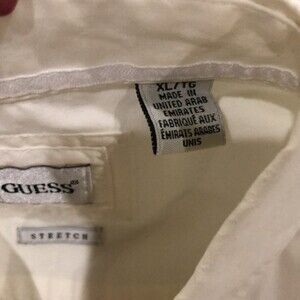 XL/TG
MADE IN
UNITED ARAB
EMIRATES
FABRIQUÉ AUX
ÉMIRATS ARABES
UNIS
GUESS
STRETCH